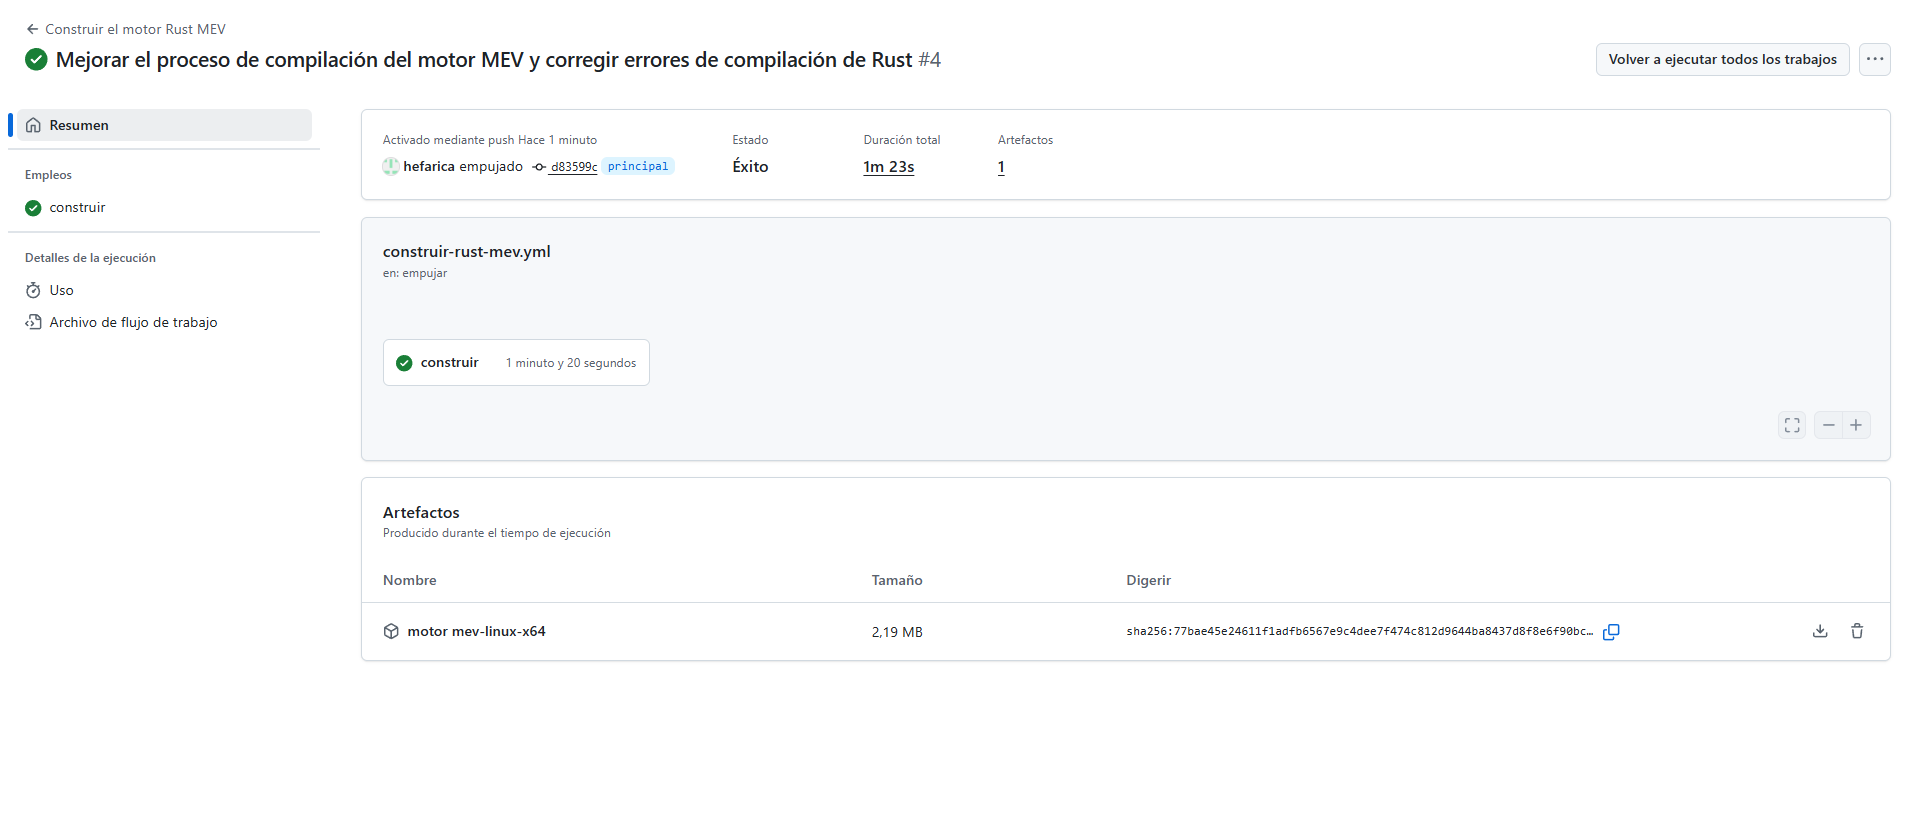 Construir el motor Rust MEV
Mejorar el proceso de compilación del motor MEV y corregir errores de compilación de Rust #4
Volver a ejecutar todos los trabajos
Resumen
Empleos
construir
Detalles de la ejecución
Uso
Archivo de flujo de trabajo
Activado mediante push Hace 1 minuto
hefarica empujado d83599c principal
Estado
Éxito
Duración total
1m 23s
Artefactos
1
construir-rust-mev.yml
en: empujar
construir 1 minuto y 20 segundos
Artefactos
Producido durante el tiempo de ejecución
Nombre Tamaño Digerir
motor mev-linux-x64 2,19 MB sha256:77bae45e24611f1adfb6567e9c4dee7f474c812d9644ba8437d8f8e6f90bc…